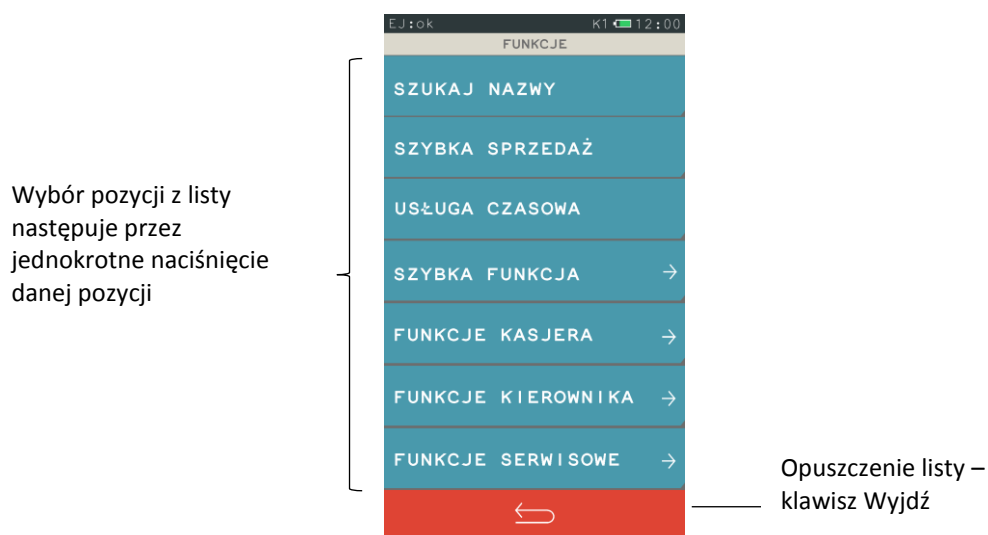 EJ:ok K1 12:00
FUNKCJE
SZUKAJ NAZWY
SZYBKA SPRZEDAŻ
USŁUGA CZASOWA
SZYBKA FUNKCJA
FUNKCJE KASJERA
FUNKCJE KIEROWNIKA
FUNKCJE SERWISOWE
Wybór pozycji z listy
następuje przez
jednokrotne naciśnięcie
danej pozycji
Opuszczenie listy –
klawisz Wyjdź